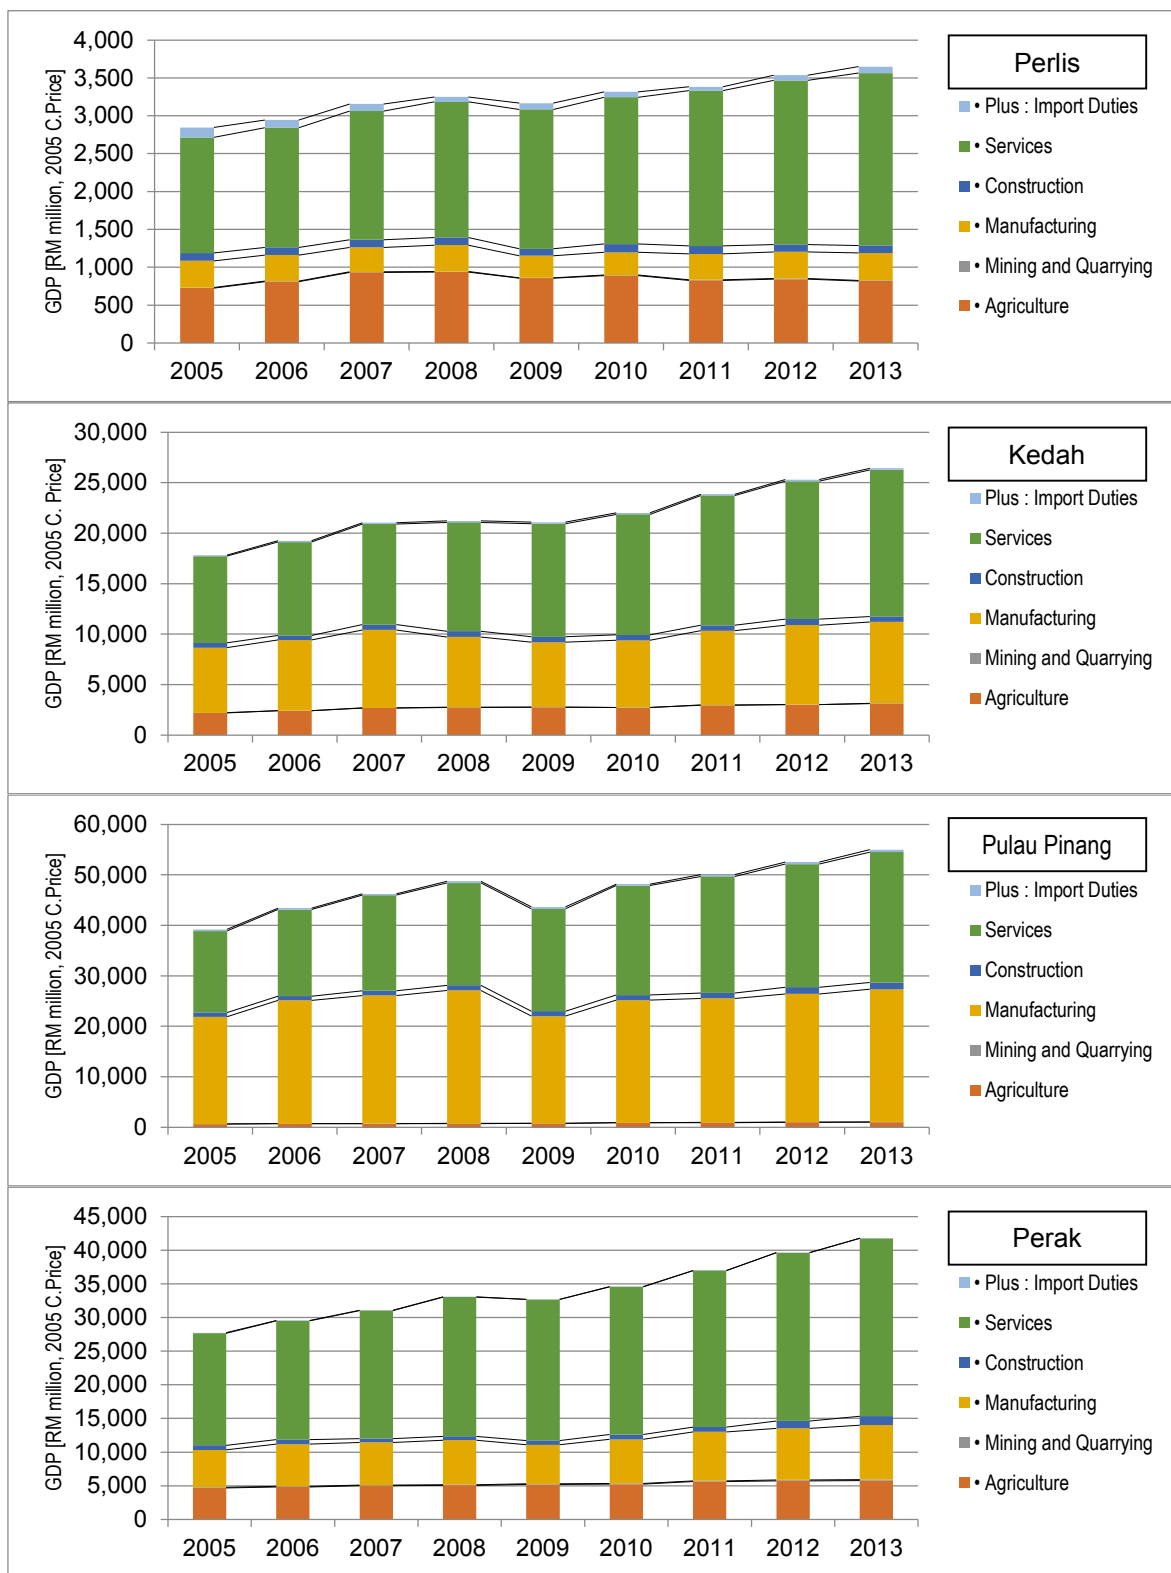 GDP [RM million, 2005 C.Price]
4,000
3,500
3,000
2,500
2,000
1,500
1,000
500
0
2005 2006 2007 2008 2009 2010 2011 2012 2013
Perlis
• Plus : Import Duties
• Services
• Construction
• Manufacturing
• Mining and Quarrying
• Agriculture
GDP [RM million, 2005 C. Price]
30,000
25,000
20,000
15,000
10,000
5,000
0
2005 2006 2007 2008 2009 2010 2011 2012 2013
Kedah
Plus : Import Duties
Services
Construction
Manufacturing
Mining and Quarrying
Agriculture
GDP [RM million, 2005 C.Price]
60,000
50,000
40,000
30,000
20,000
10,000
0
2005 2006 2007 2008 2009 2010 2011 2012 2013
Pulau Pinang
Plus : Import Duties
Services
Construction
Manufacturing
Mining and Quarrying
Agriculture
GDP [RM million, 2005 C.Price]
45,000
40,000
35,000
30,000
25,000
20,000
15,000
10,000
5,000
0
2005 2006 2007 2008 2009 2010 2011 2012 2013
Perak
• Plus : Import Duties
• Services
• Construction
• Manufacturing
• Mining and Quarrying
• Agriculture